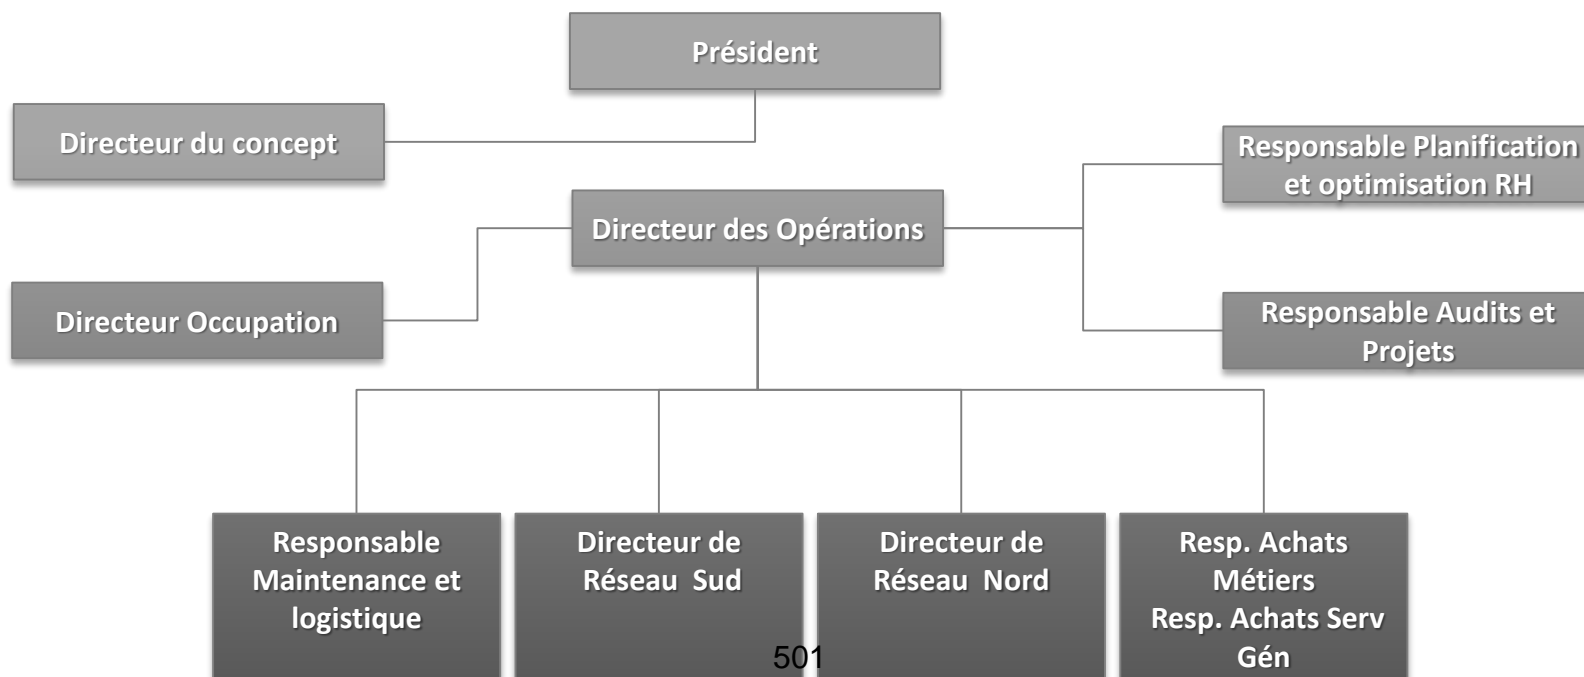 Président
Directeur du concept
Responsable Planification
et optimisation RH
Directeur des Opérations
Directeur Occupation
Responsable Audits et
Projets
Responsable
Maintenance et
logistique
Directeur de
Réseau Sud
Directeur de
Réseau Nord
Resp. Achats
Métiers
Resp. Achats Serv
Gén
501